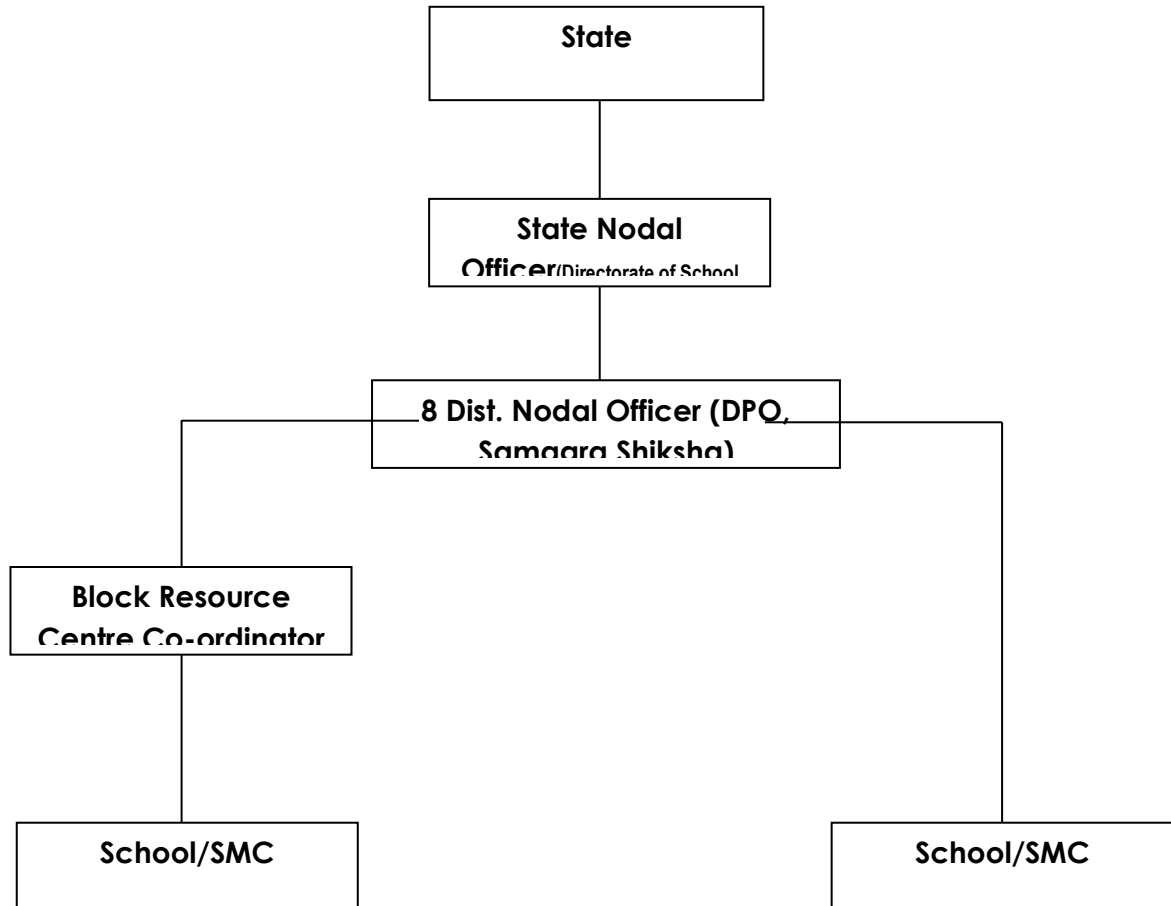 State
State Nodal
Officer(Directorate of School
8 Dist. Nodal Officer (DPO,
Samagra Shiksha)
Block Resource
Centre Co-ordinator
School/SMC
School/SMC